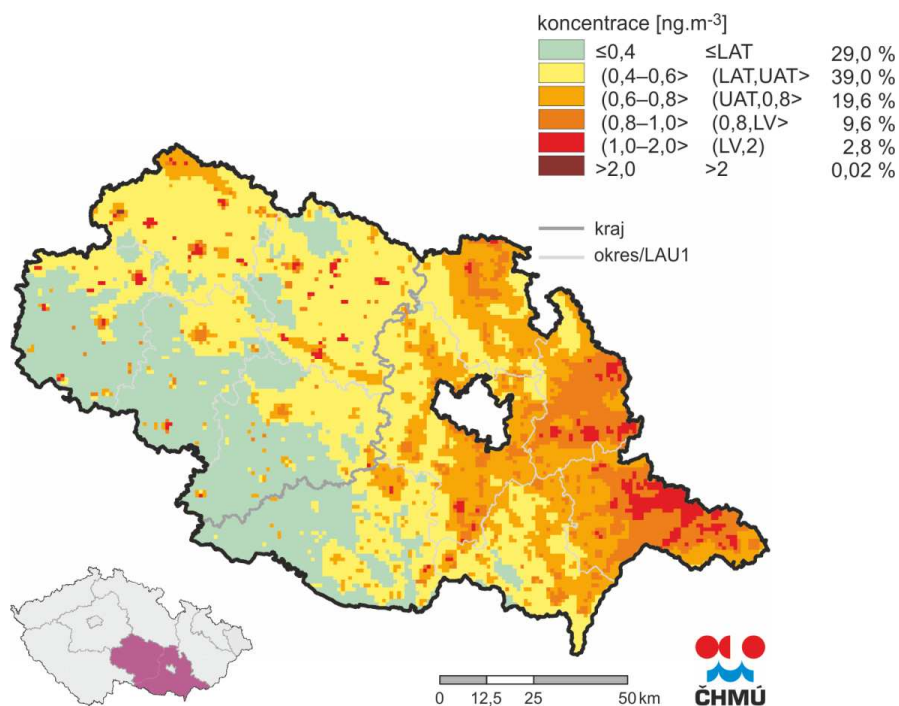 koncentrace [ng.m⁻³]
≤0,4 ≤LAT 29,0 %
(0,4–0,6> (LAT,UAT> 39,0 %
(0,6–0,8> (UAT,0,8> 19,6 %
(0,8–1,0> (0,8,LV> 9,6 %
(1,0–2,0> (LV,2) 2,8 %
>2,0 >2 0,02 %
kraj
okres/LAU1
0 12,5 25 50 km
ČHMÚ